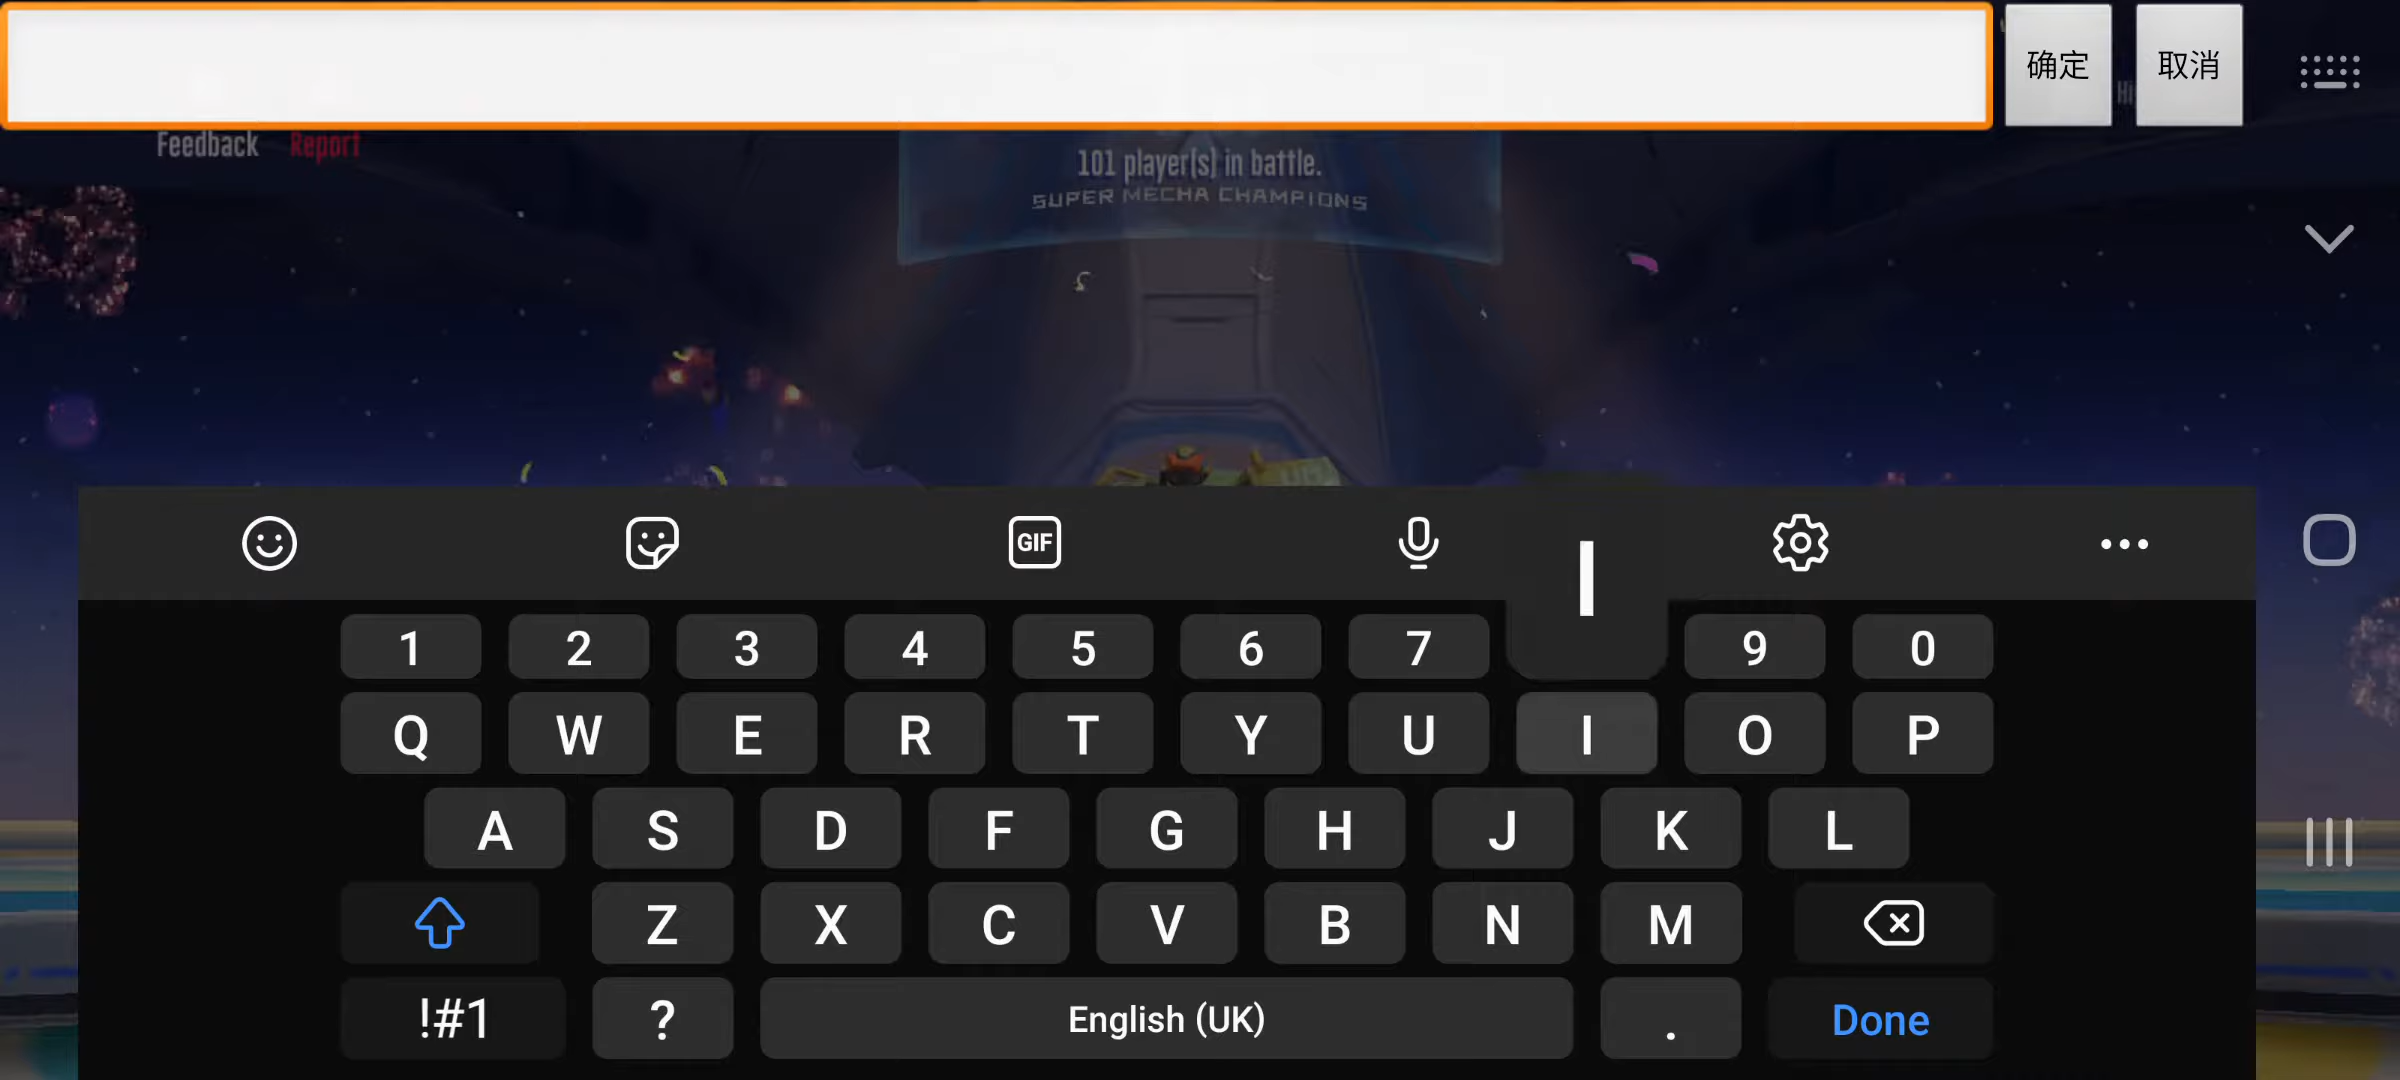 确定 取消
Feedback Report
101 player(s) in battle.
SUPER MECHA CHAMPIONS
GIF
I
1 2 3 4 5 6 7 9 0
Q W E R T Y U I O P
A S D F G H J K L
Z X C V B N M
!#1 ? English (UK) . Done